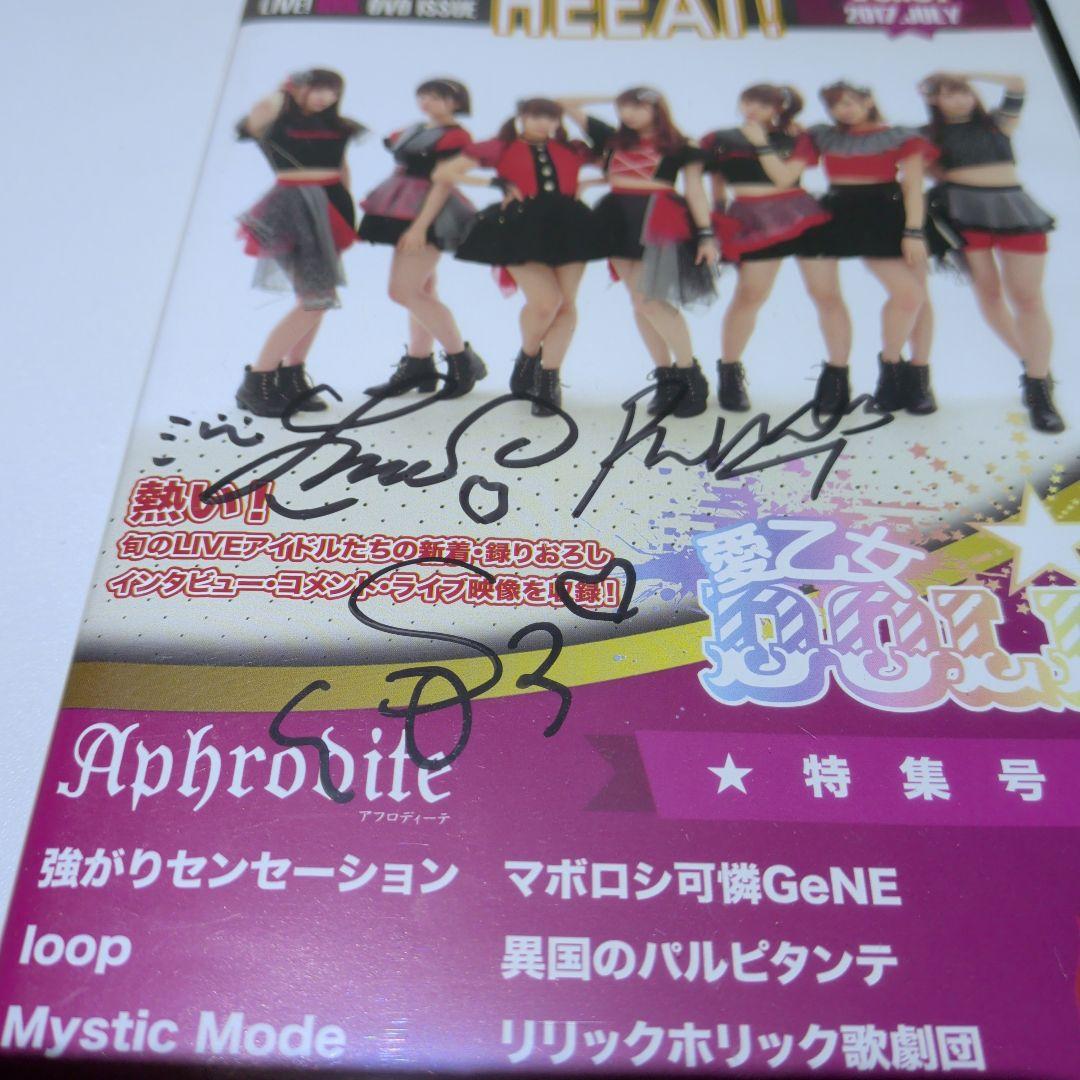 LIVE!
DVD ISSUE
HEEAT!
2017.JULY
熱い!
旬のLIVEアイドルたちの新着・録りおろし
インタビュー・コメント・ライブ映像を収録!
愛乙女
DOLL
Aphrodite
アフロディーテ
★特集号
強がりセンセーション
マボロシ可憐GeNE
loop
異国のパルピタンテ
Mystic Mode
リリックホリック歌劇団